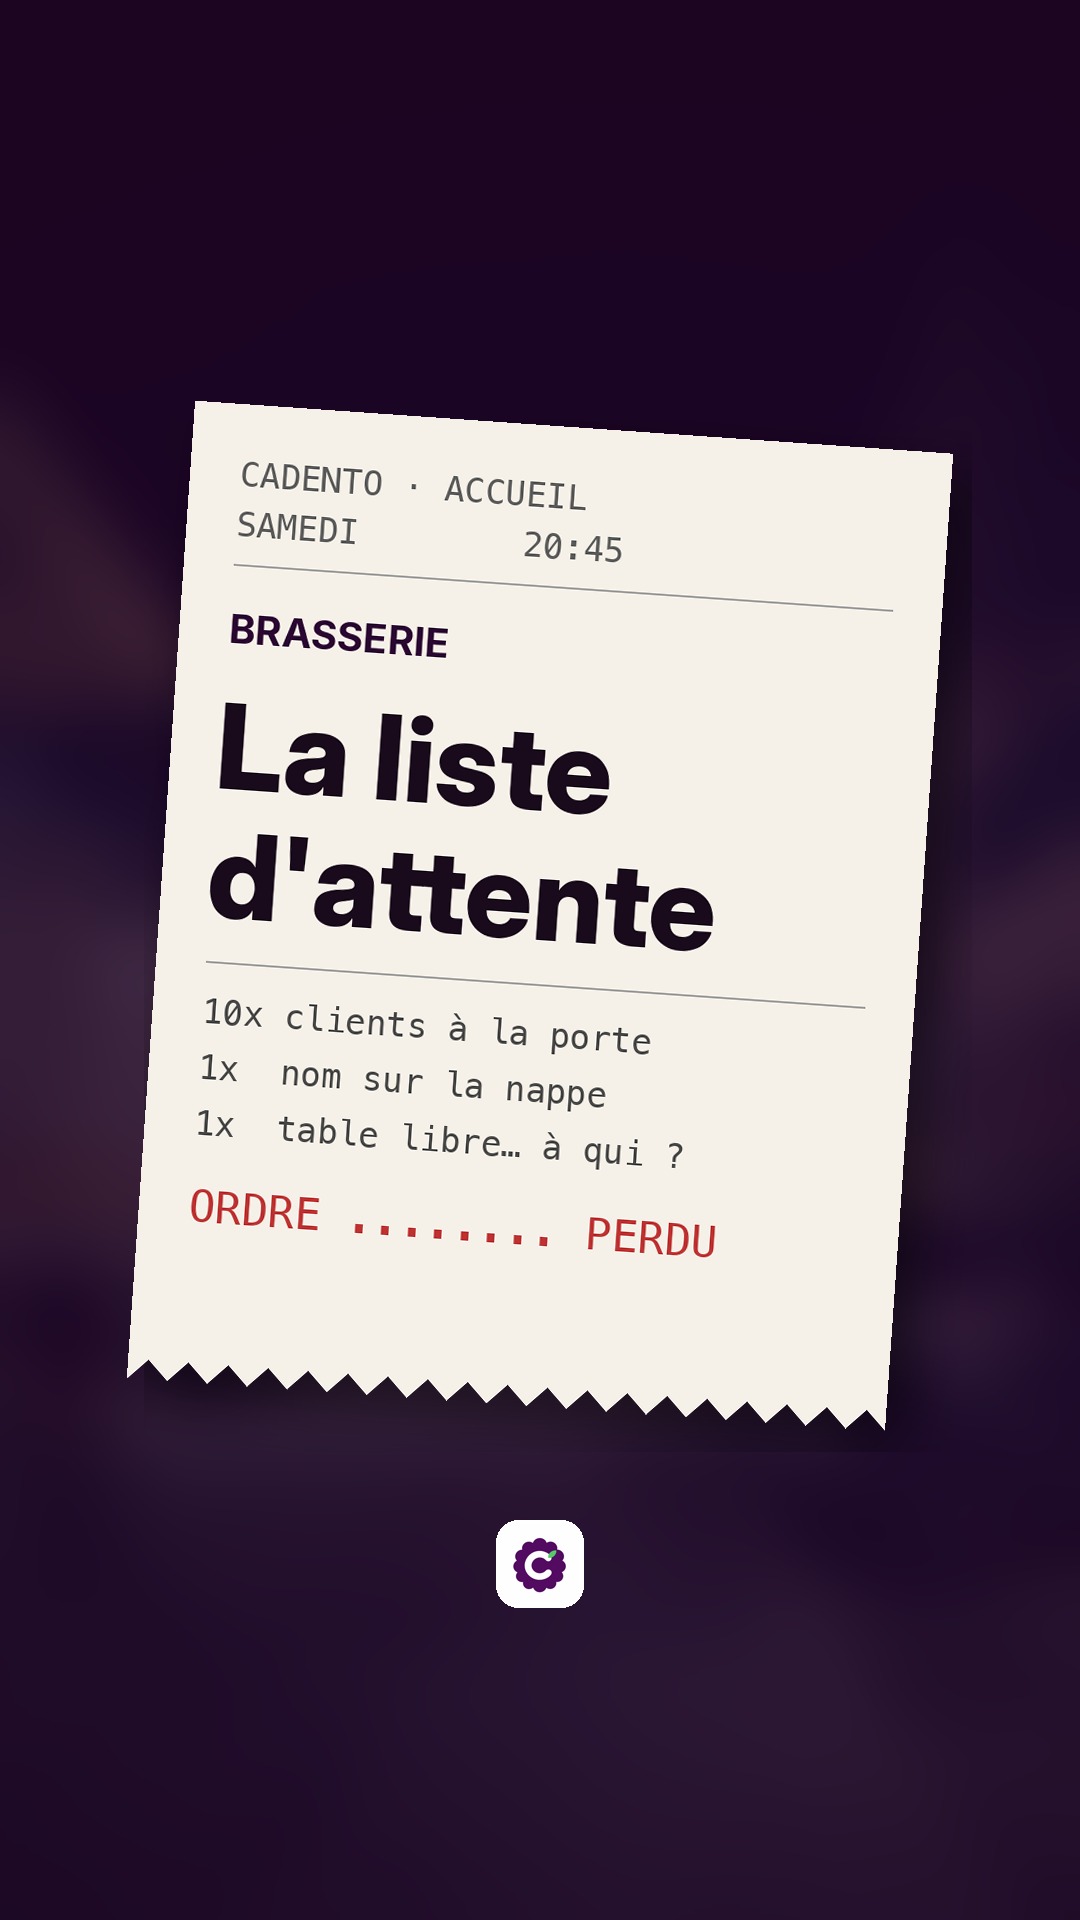 CADENTO · ACCUEIL
SAMEDI 20:45
BRASSERIE
La liste
d'attente
10x clients à la porte
1x nom sur la nappe
1x table libre… à qui ?
ORDRE ........ PERDU